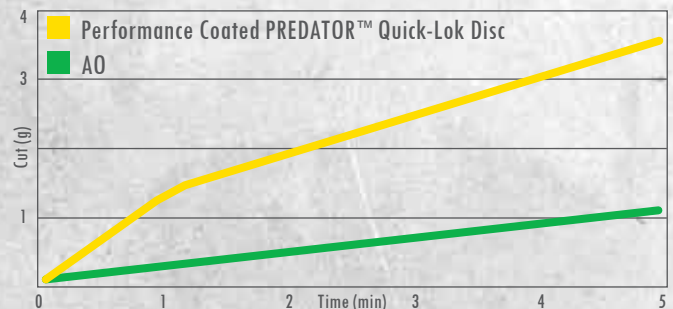 4
Performance Coated PREDATOR™ Quick-Lok Disc
AO
3
Cut (g)
1
0 1 2 Time (min) 3 4 5